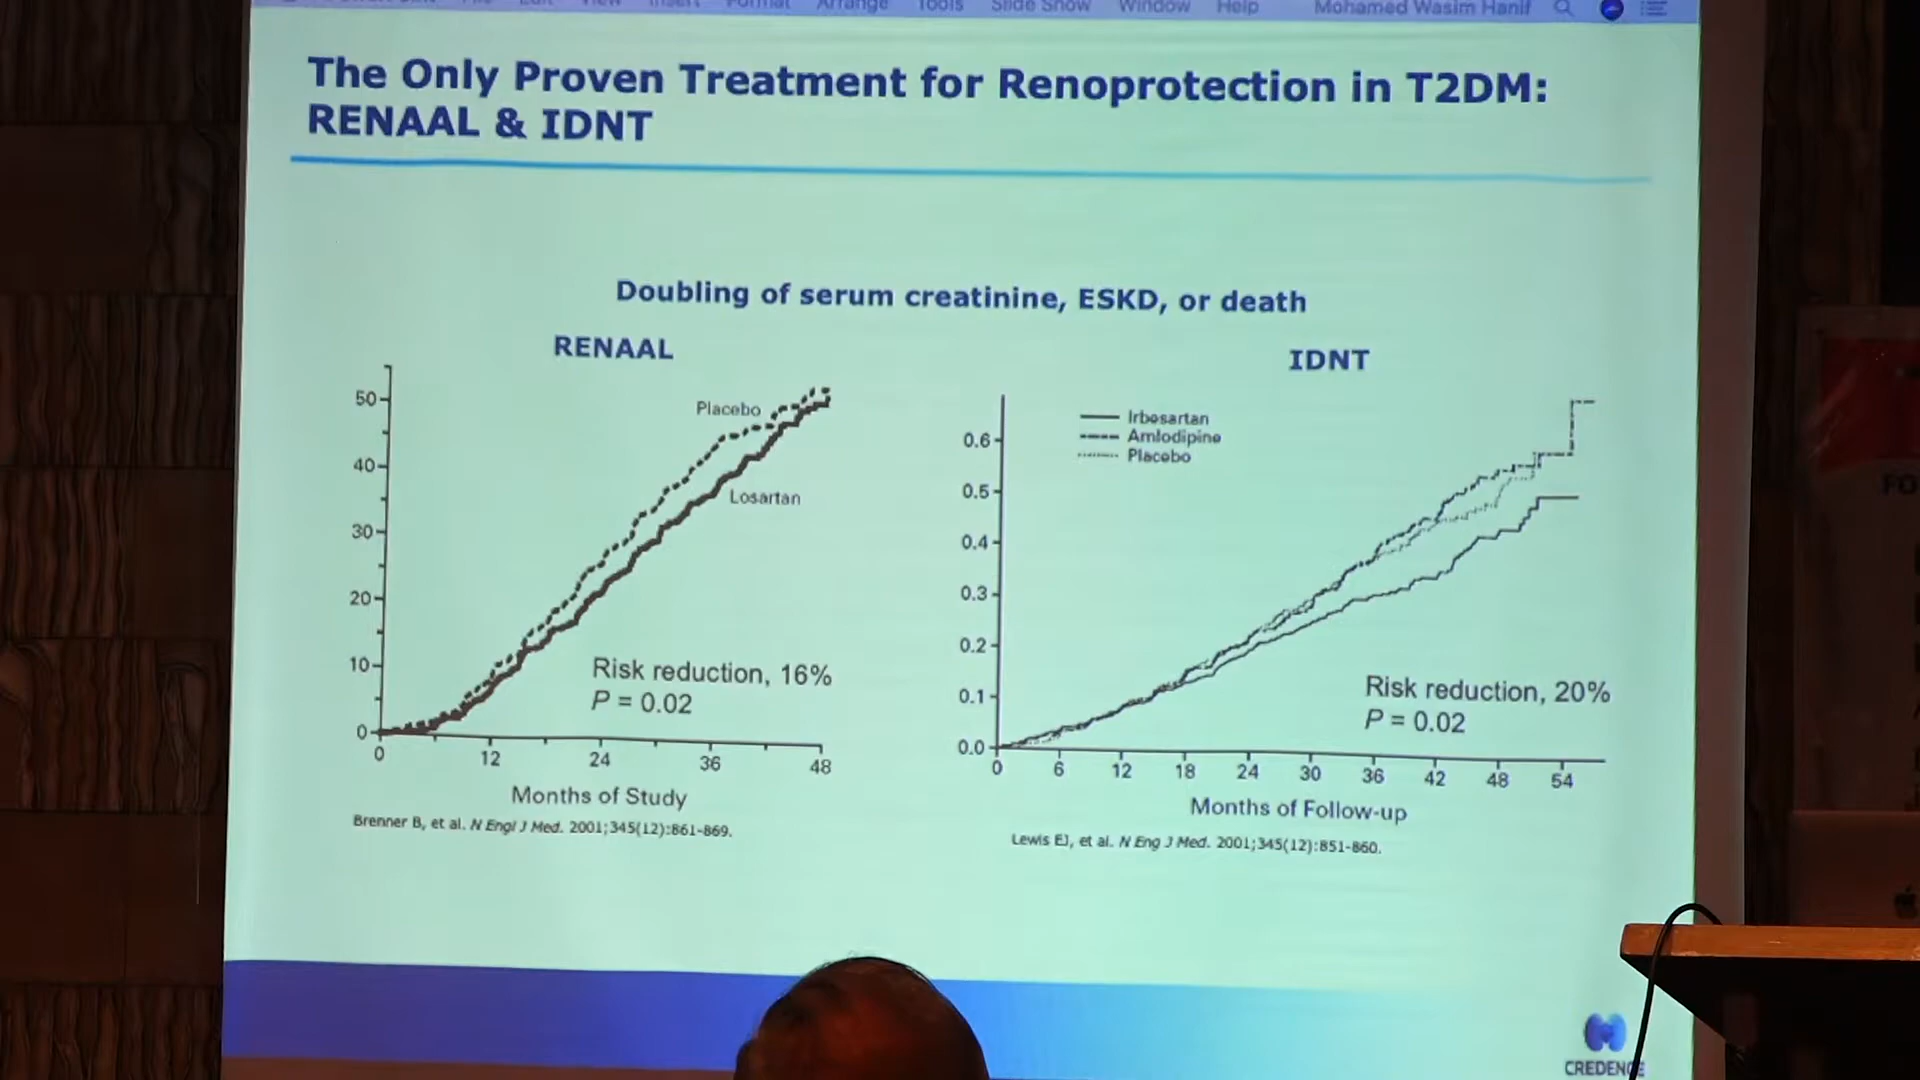 Insert Format Arrange Tools Slide Show Window Help Mohamed Wasim Hanif
The Only Proven Treatment for Renoprotection in T2DM:
RENAAL & IDNT
Doubling of serum creatinine, ESKD, or death
RENAAL
50
40
30
20
10
0
Placebo
Losartan
Risk reduction, 16%
P = 0.02
0 12 24 36 48
Months of Study
Brenner B, et al. N Engl J Med. 2001;345(12):861-869.
IDNT
Irbesartan
Amlodipine
Placebo
0.6
0.5
0.4
0.3
0.2
0.1
0.0
Risk reduction, 20%
P = 0.02
0 6 12 18 24 30 36 42 48 54
Months of Follow-up
Lewis EJ, et al. N Eng J Med. 2001;345(12):851-860.
CREDENCE
FO